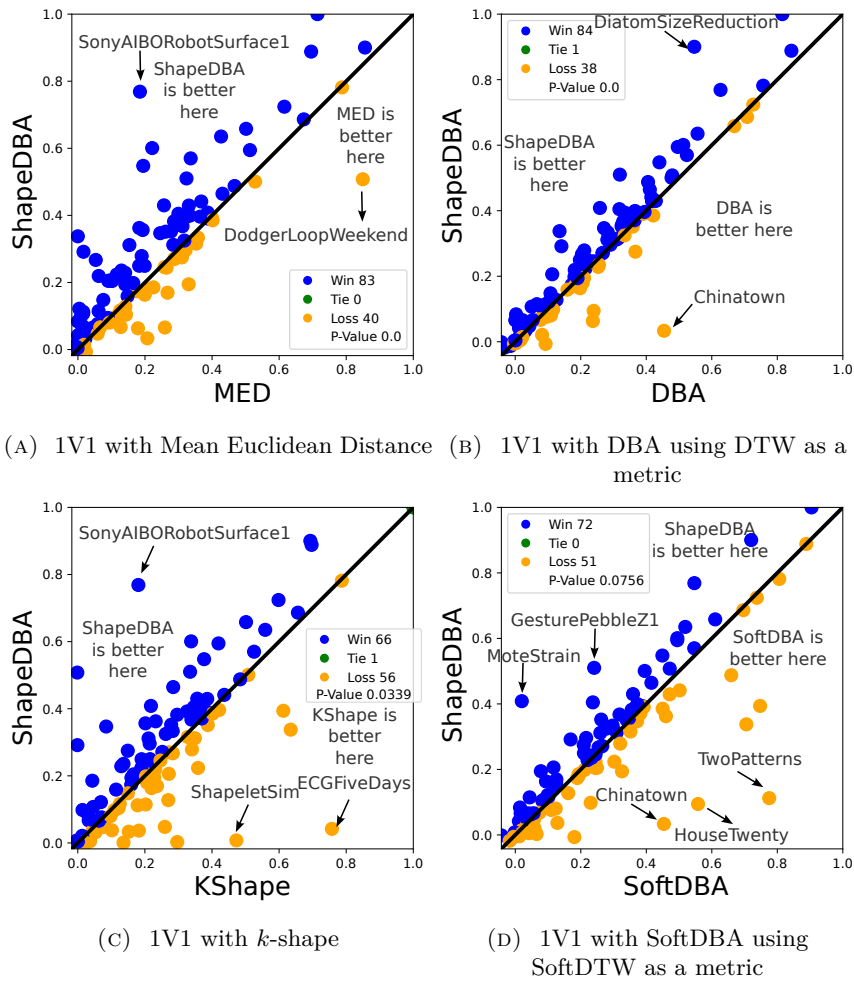 1.0
0.8
0.6
0.4
0.2
0.0
ShapeDBA
SonyAIBORobotSurface1
ShapeDBA
is better
here
MED is
better
here
DodgerLoopWeekend
Win 83
Tie 0
Loss 40
P-Value 0.0
0.0 0.2 0.4 0.6 0.8 1.0
MED
(A) 1V1 with Mean Euclidean Distance
1.0
0.8
0.6
0.4
0.2
0.0
ShapeDBA
Win 84
Tie 1
Loss 38
P-Value 0.0
DiatomSizeReduction
ShapeDBA
is better
here
DBA is
better here
Chinatown
0.0 0.2 0.4 0.6 0.8 1.0
DBA
(B) 1V1 with DBA using DTW as a
metric
1.0
0.8
0.6
0.4
0.2
0.0
ShapeDBA
SonyAIBORobotSurface1
ShapeDBA
is better
here
Win 66
Tie 1
Loss 56
P-Value 0.0339
KShape is
better
here
ShapeletSim
ECGFiveDays
0.0 0.2 0.4 0.6 0.8 1.0
KShape
(C) 1V1 with k-shape
1.0
0.8
0.6
0.4
0.2
0.0
ShapeDBA
Win 72
Tie 0
Loss 51
P-Value 0.0756
ShapeDBA
is better here
GesturePebbleZ1
MoteStrain
SoftDBA is
better here
TwoPatterns
Chinatown
HouseTwenty
0.0 0.2 0.4 0.6 0.8 1.0
SoftDBA
(D) 1V1 with SoftDBA using
SoftDTW as a metric